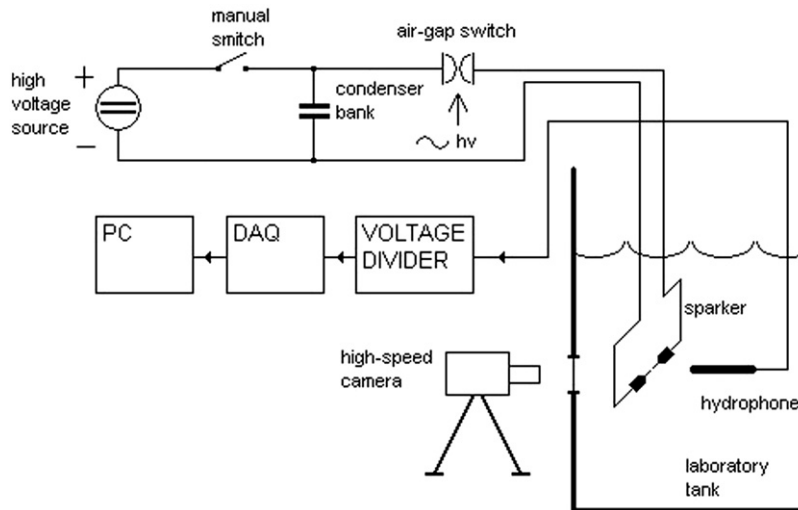 manual
smitch
air-gap switch
high
voltage
source
+
–
condenser
bank
hv
PC
DAQ
VOLTAGE
DIVIDER
sparker
high-speed
camera
hydrophone
laboratory
tank